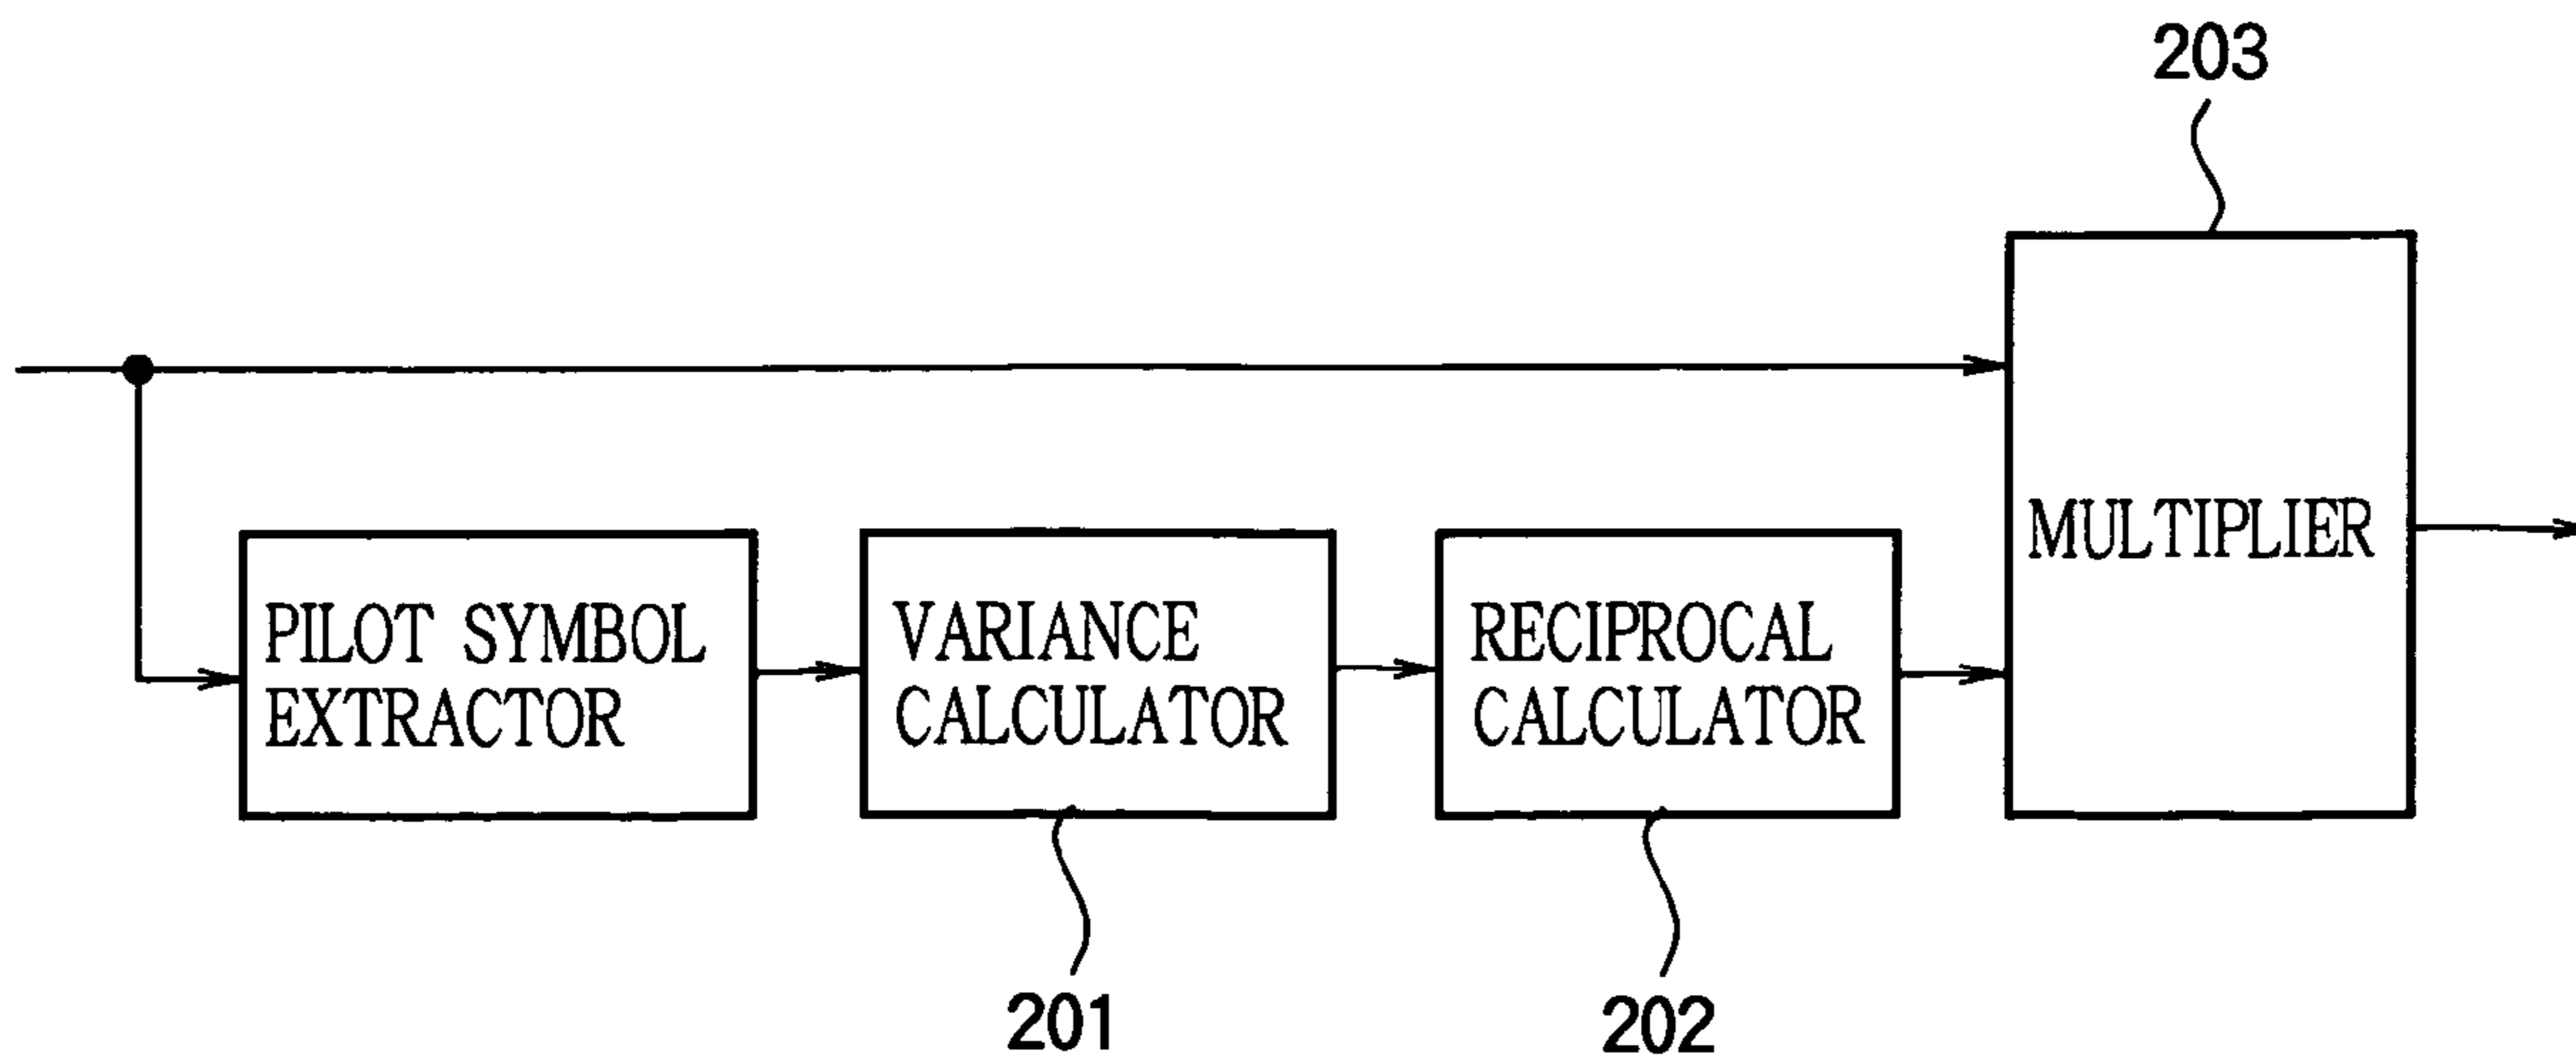 203
MULTIPLIER
PILOT SYMBOL
EXTRACTOR
VARIANCE
CALCULATOR
RECIPROCAL
CALCULATOR
201
202